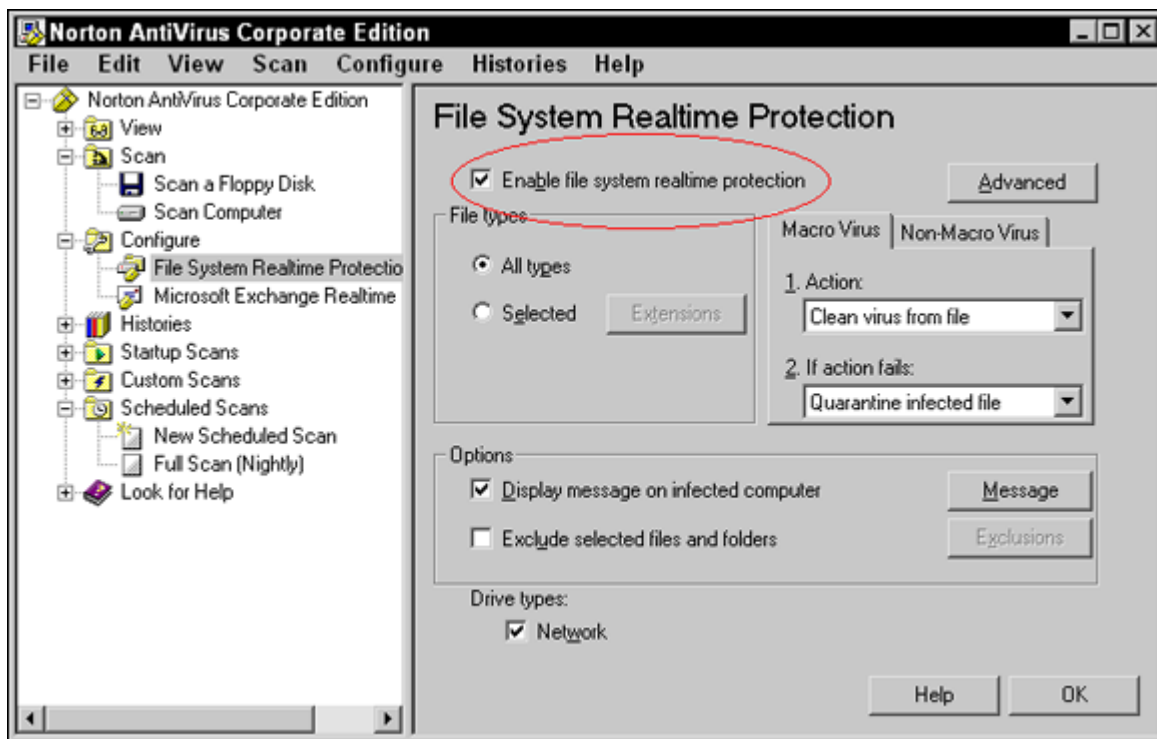 Norton AntiVirus Corporate Edition
File Edit View Scan Configure Histories Help
Norton AntiVirus Corporate Edition
View
Scan
Scan a Floppy Disk
Scan Computer
Configure
File System Realtime Protectio
Microsoft Exchange Realtime
Histories
Startup Scans
Custom Scans
Scheduled Scans
New Scheduled Scan
Full Scan (Nightly)
Look for Help
File System Realtime Protection
Enable file system realtime protection
Advanced
File types
All types
Selected
Extensions
Macro Virus
Non-Macro Virus
1. Action:
Clean virus from file
2. If action fails:
Quarantine infected file
Options
Display message on infected computer
Message
Exclude selected files and folders
Exclusions
Drive types:
Network
Help
OK